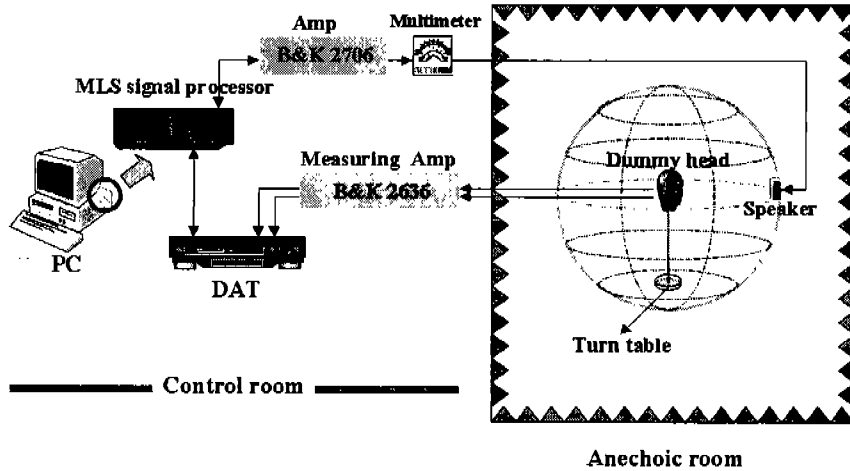 Amp
Multimeter
B&K 2706
MLS signal processor
Measuring Amp
B&K 2636
Dummy head
Speaker
PC
DAT
Turn table
Control room
Anechoic room